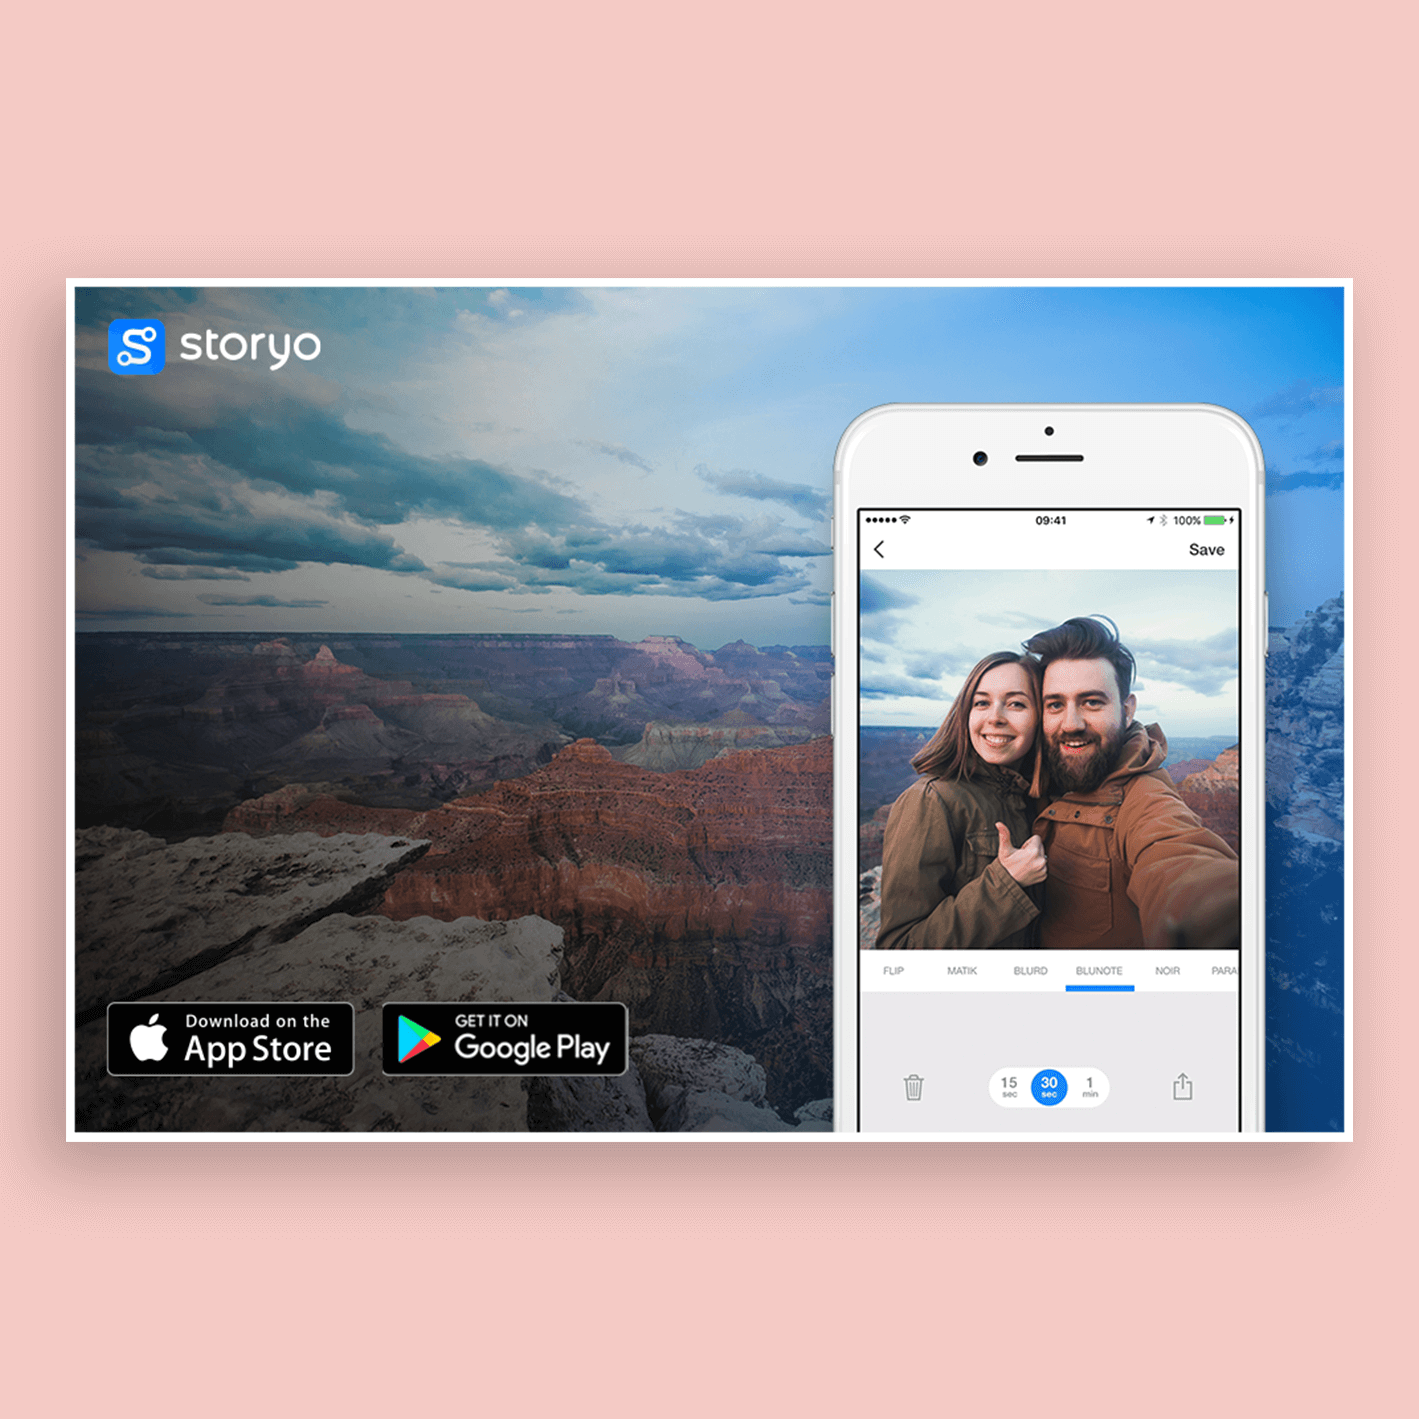 storyo
09:41
100%
Save
FLIP MATIK BLURD BLUNOTE NOIR PARA
Download on the
App Store
GET IT ON
Google Play
15 30 1
sec sec min